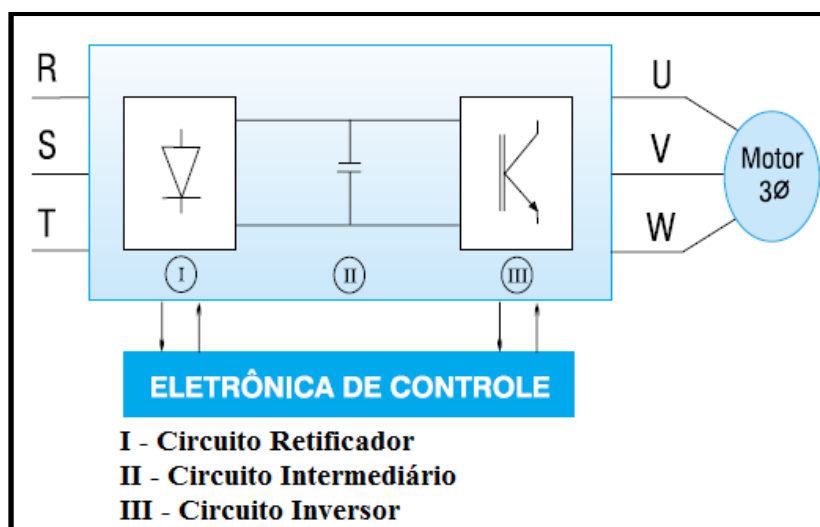 R
S
T
U
V
W
Motor
3Ø
I
II
III
ELETRÔNICA DE CONTROLE
I - Circuito Retificador
II - Circuito Intermediário
III - Circuito Inversor